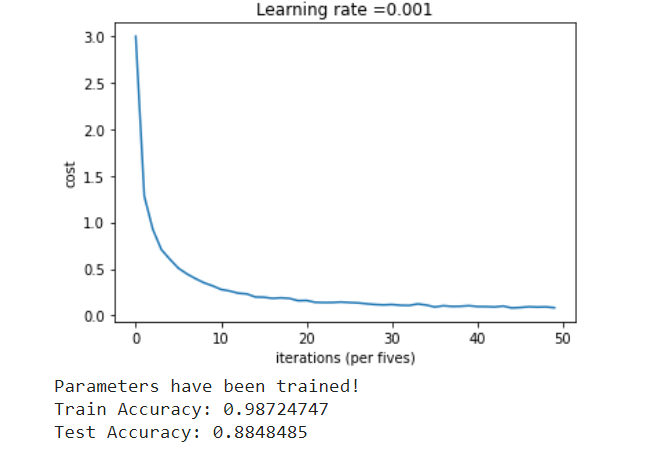 Learning rate =0.001
3.0
2.5
2.0
1.5
1.0
0.5
0.0
cost
0 10 20 30 40 50
iterations (per fives)
Parameters have been trained!
Train Accuracy: 0.98724747
Test Accuracy: 0.8848485